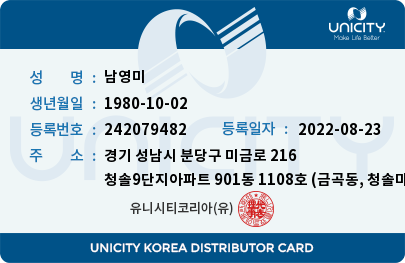 UNICITY
Make Life Better
성 명 : 남영미
생년월일 : 1980-10-02
등록번호 : 242079482 등록일자 : 2022-08-23
주 소 : 경기 성남시 분당구 미금로 216
청솔9단지아파트 901동 1108호 (금곡동, 청솔마
유니시티코리아(유)
UNICITY
UNICITY KOREA DISTRIBUTOR CARD